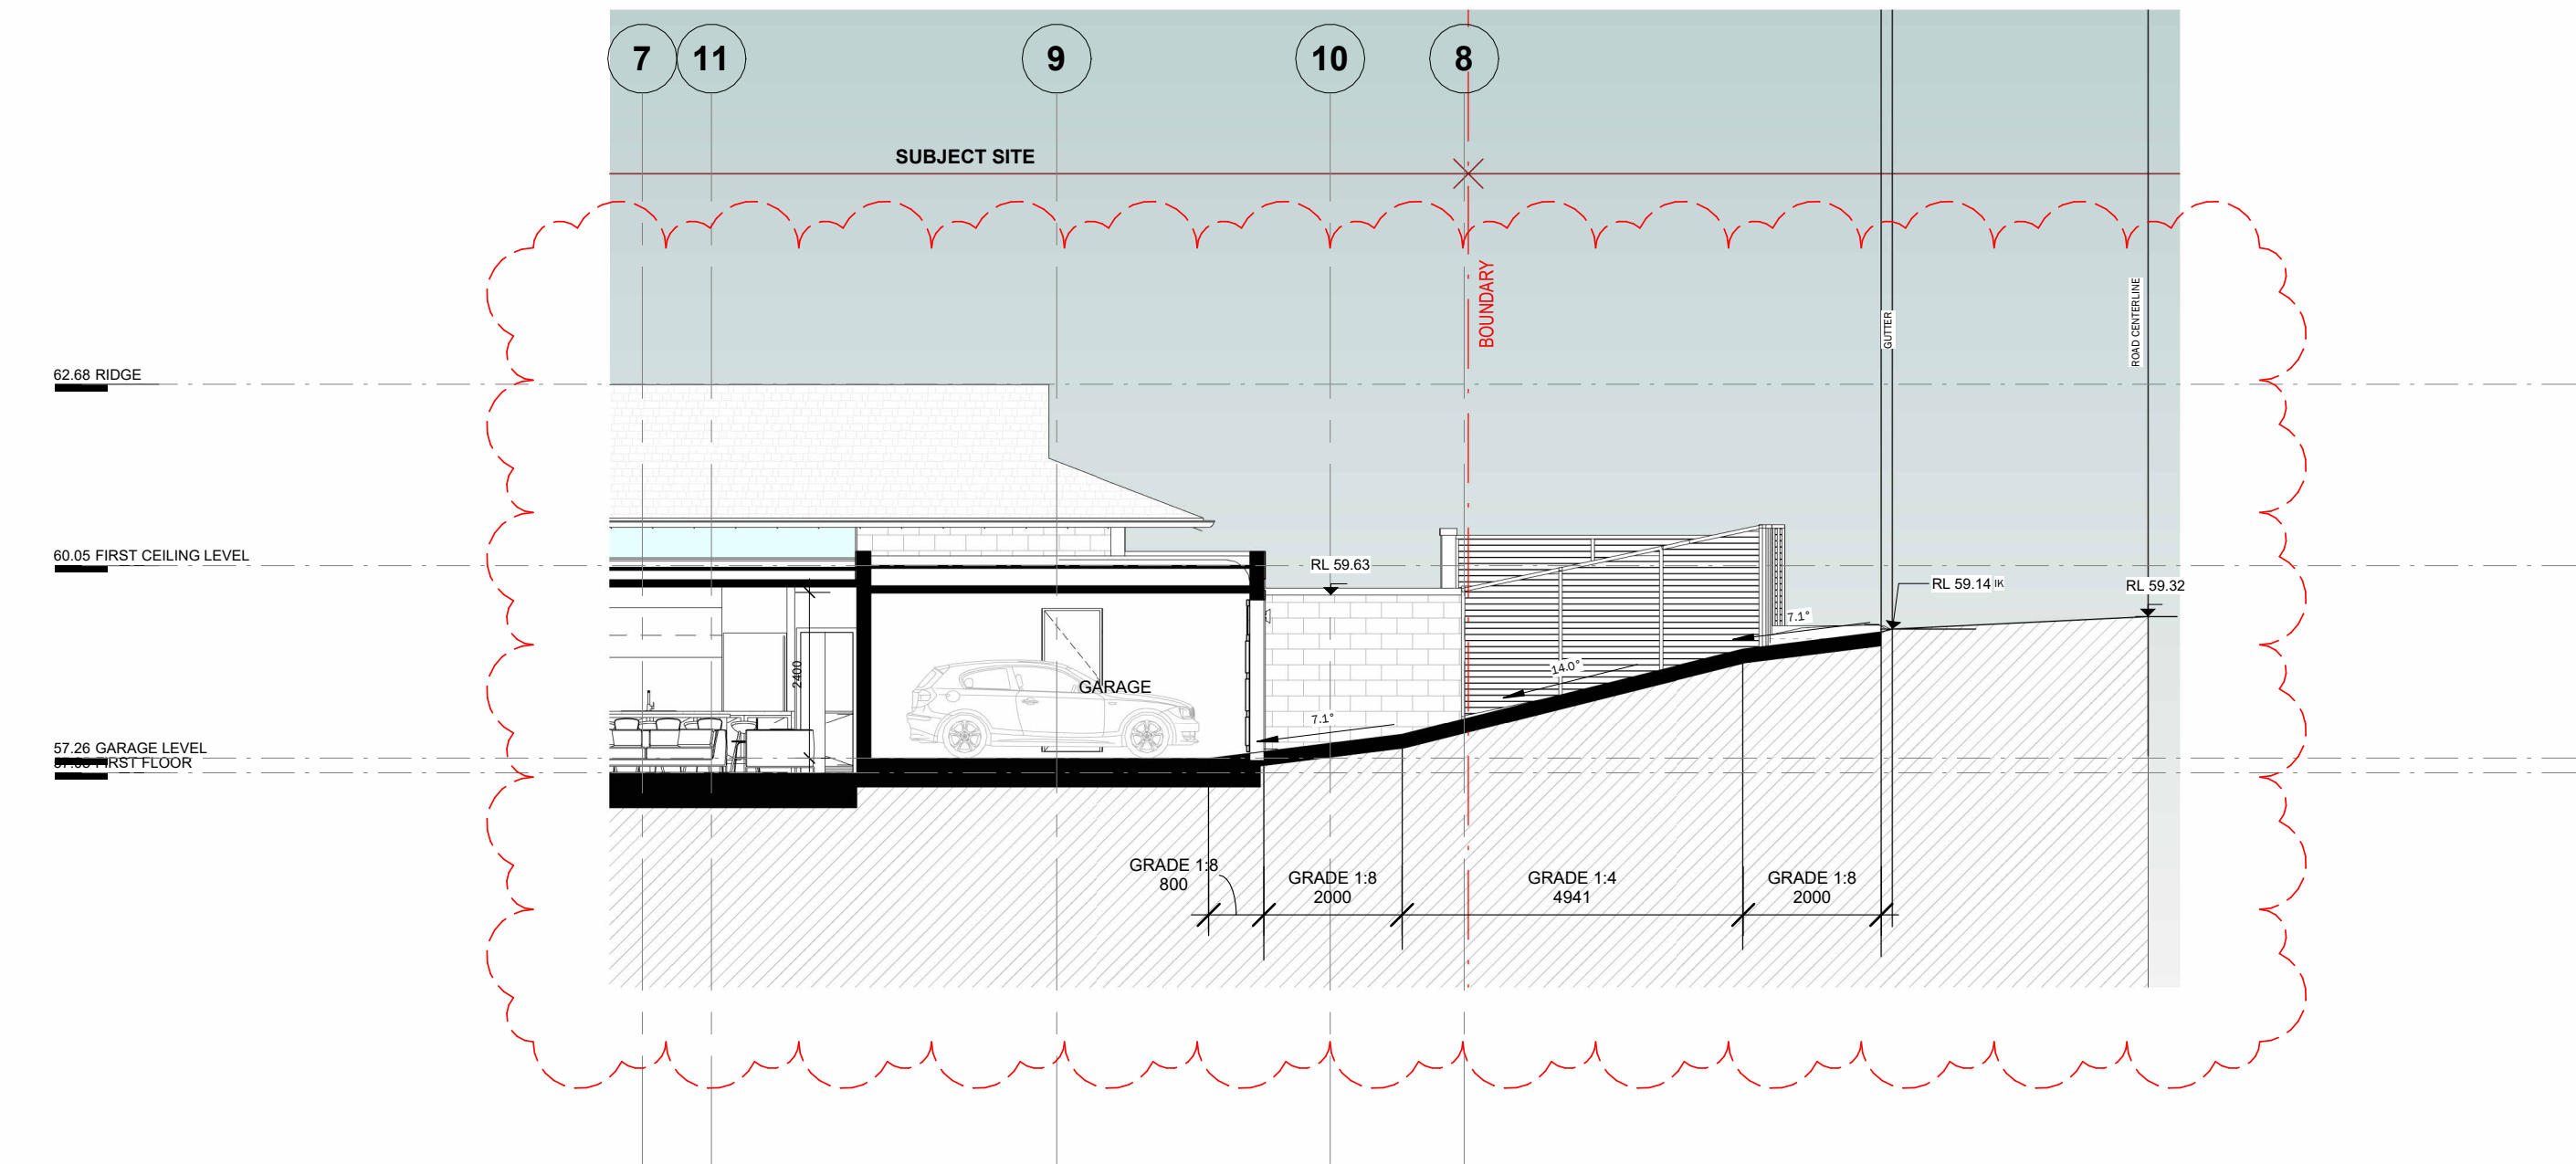 7
11
9
10
8
SUBJECT SITE
BOUNDARY
GUTTER
ROAD CENTERLINE
62.68 RIDGE
60.05 FIRST CEILING LEVEL
RL 59.63
RL 59.14
RL 59.32
7.1°
14.0°
2400
GARAGE
7.1°
57.26 GARAGE LEVEL
FIRST FLOOR
GRADE 1:8
800
GRADE 1:8
2000
GRADE 1:4
4941
GRADE 1:8
2000